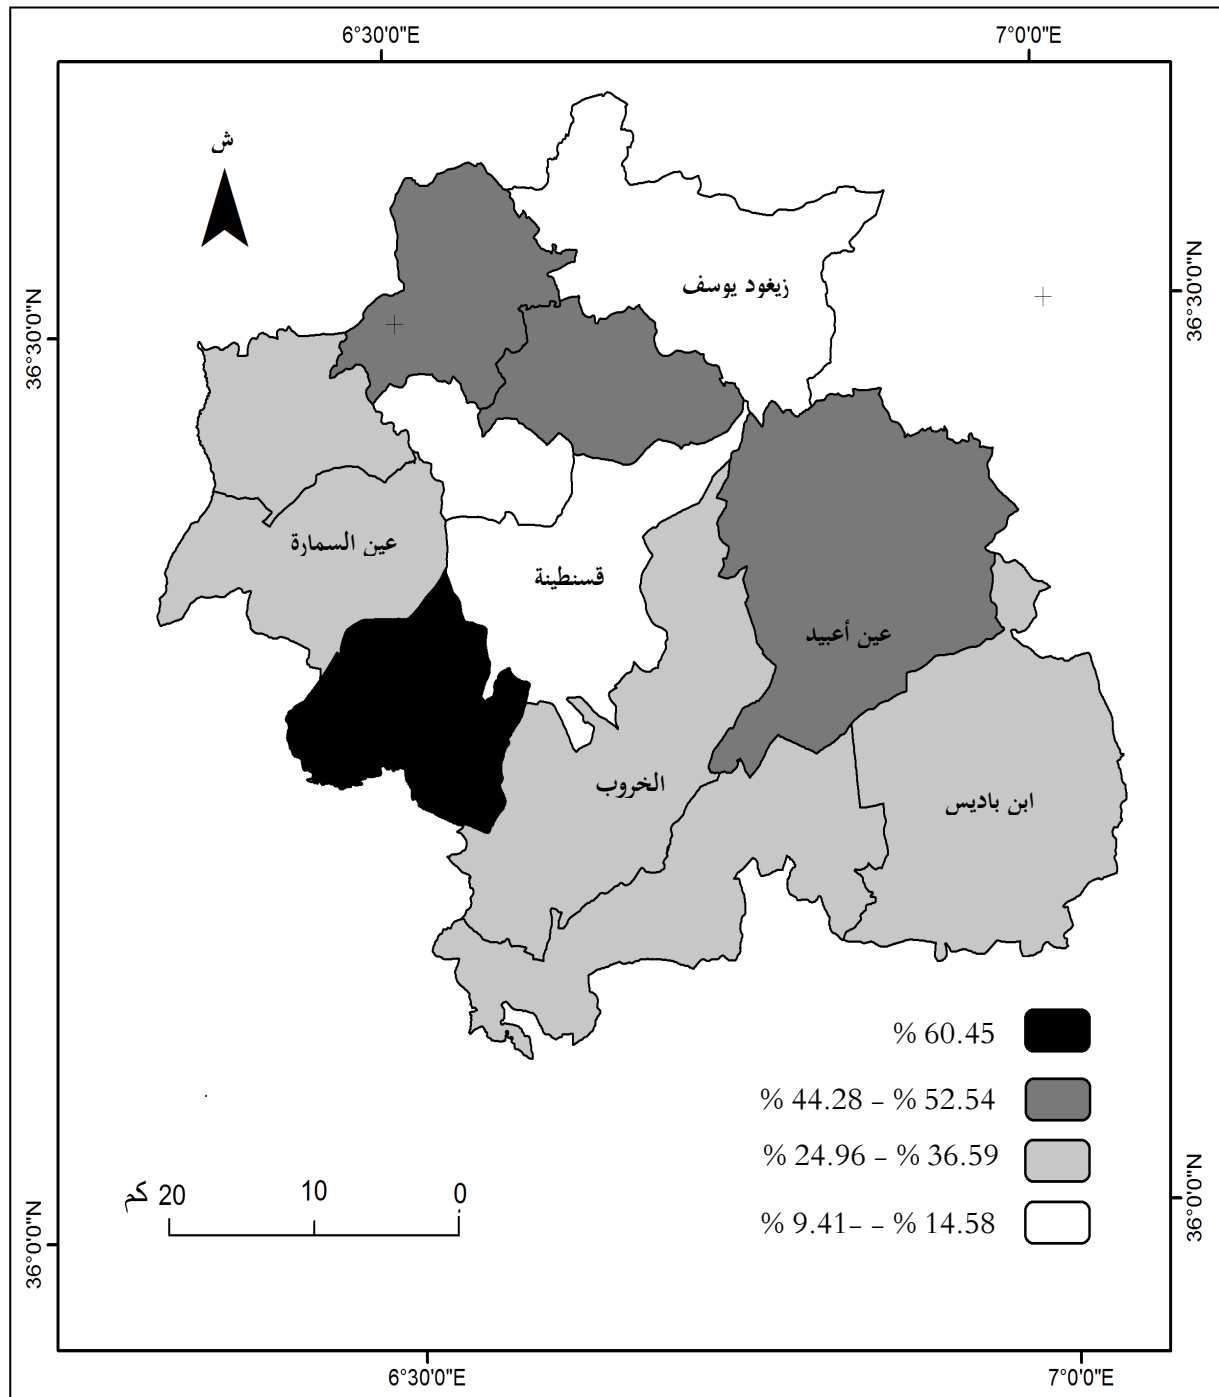 6°30'0"E
7°0'0"E
ش
36°30'0"N
36°30'0"N
زيغود يوسف
عين السمارة
قسنطينة
عين أعبيد
الخروب
ابن باديس
% 60.45
% 44.28 – % 52.54
% 24.96 – % 36.59
% 9.41– – % 14.58
0
10
20 كم
36°0'0"N
36°0'0"N
6°30'0"E
7°0'0"E